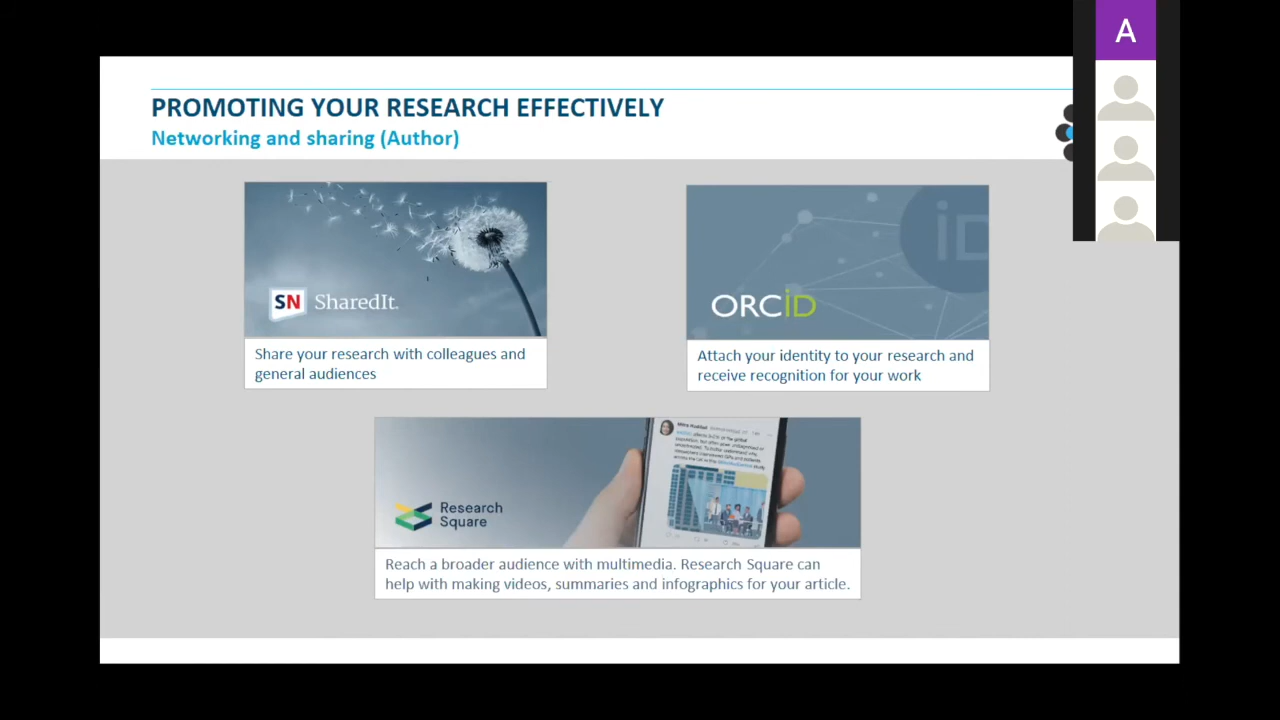 A
PROMOTING YOUR RESEARCH EFFECTIVELY
Networking and sharing (Author)
SN SharedIt.
iD
ORCiD
Share your research with colleagues and
general audiences
Attach your identity to your research and
receive recognition for your work
Research
Square
Reach a broader audience with multimedia. Research Square can
help with making videos, summaries and infographics for your article.